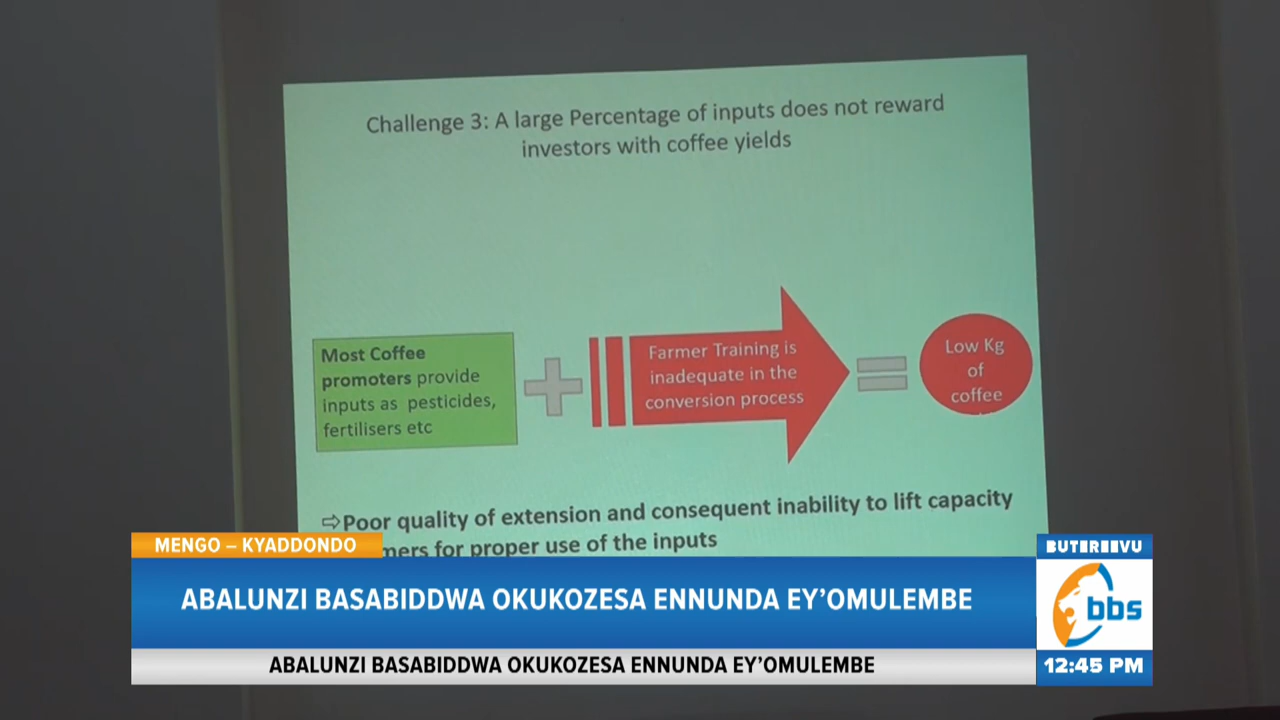 Challenge 3: A large Percentage of inputs does not reward
investors with coffee yields
Most Coffee
promoters provide
inputs as pesticides,
fertilisers etc
Farmer Training is
inadequate in the
conversion process
Low Kg
of
coffee
⇨Poor quality of extension and consequent inability to lift capacity
for proper use of the inputs
MENGO – KYADDONDO
ABALUNZI BASABIDDWA OKUKOZESA ENNUNDA EY’OMULEMBE
ABALUNZI BASABIDDWA OKUKOZESA ENNUNDA EY’OMULEMBE
BUTEREEVU
bbs
12:45 PM